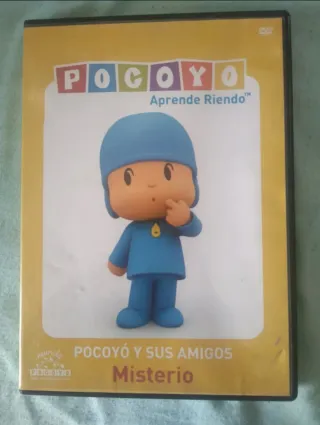 POCOYO
Aprende Riendo™
POCOYÓ Y SUS AMIGOS
Misterio